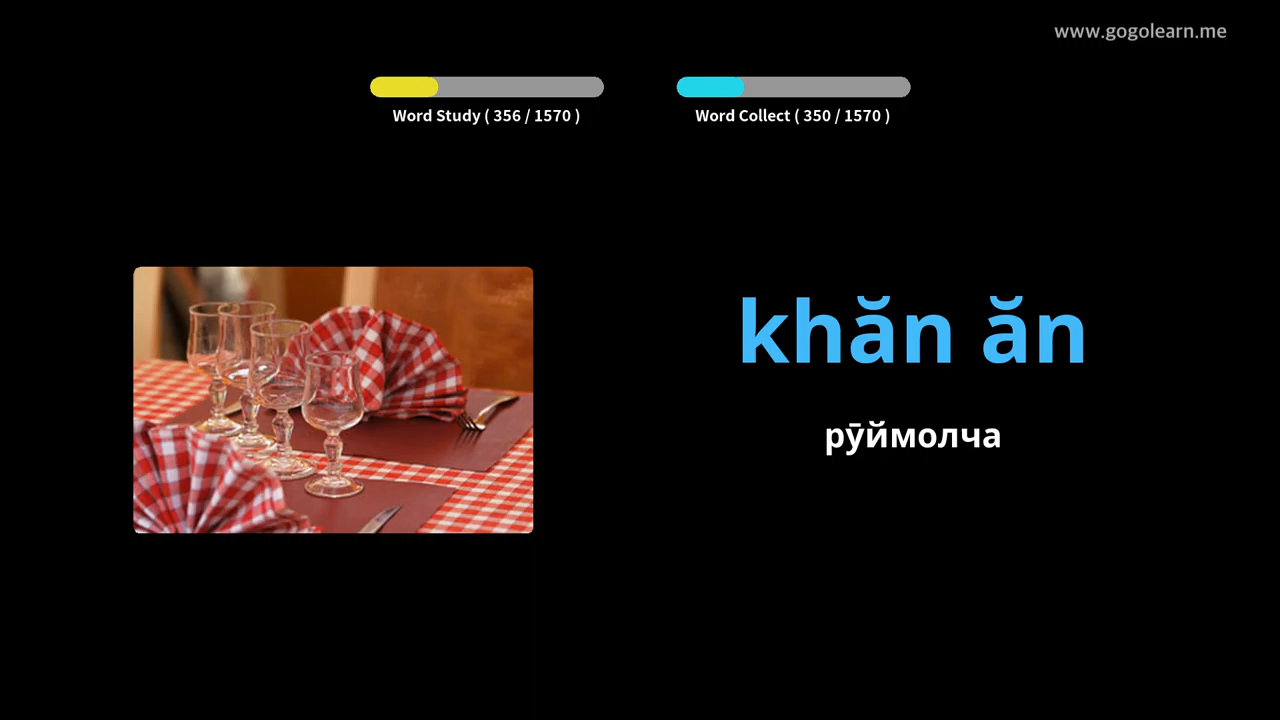 www.gogolearn.me
Word Study ( 356 / 1570 )
Word Collect ( 350 / 1570 )
khăn ăn
рӯймолча